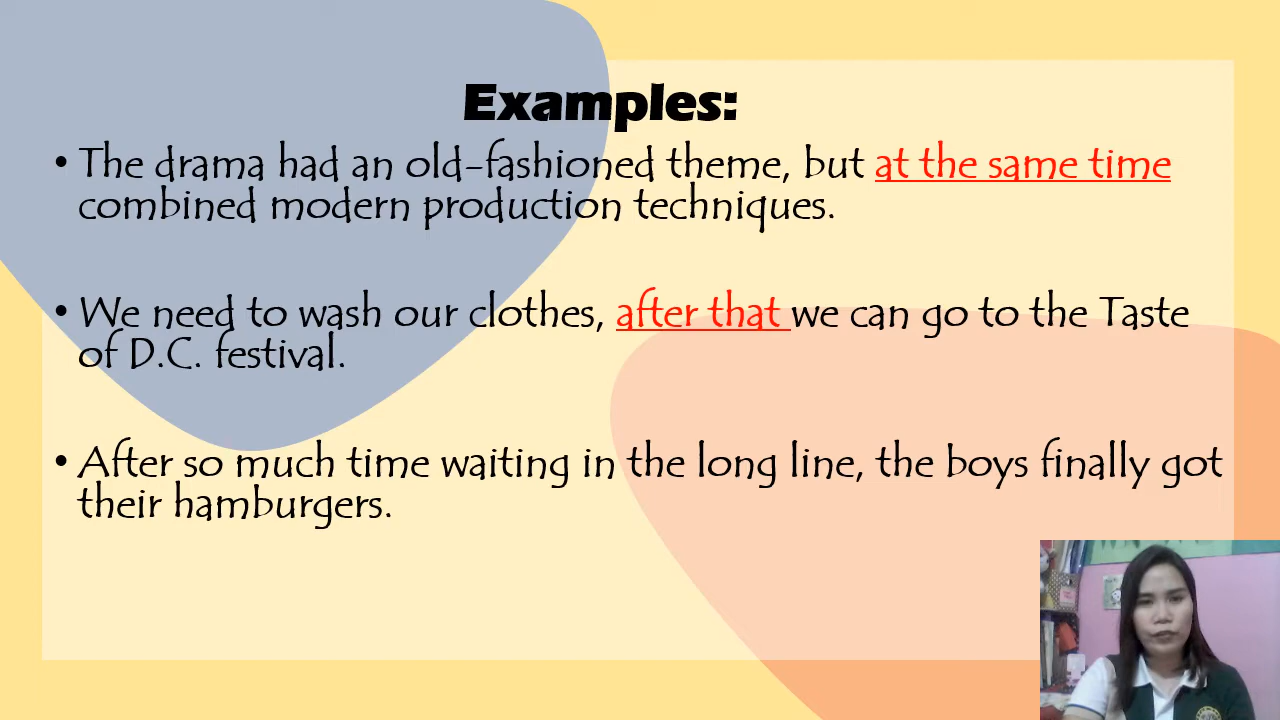 Examples:
• The drama had an old-fashioned theme, but at the same time
combined modern production techniques.
• We need to wash our clothes, after that we can go to the Taste
of D.C. festival.
• After so much time waiting in the long line, the boys finally got
their hamburgers.